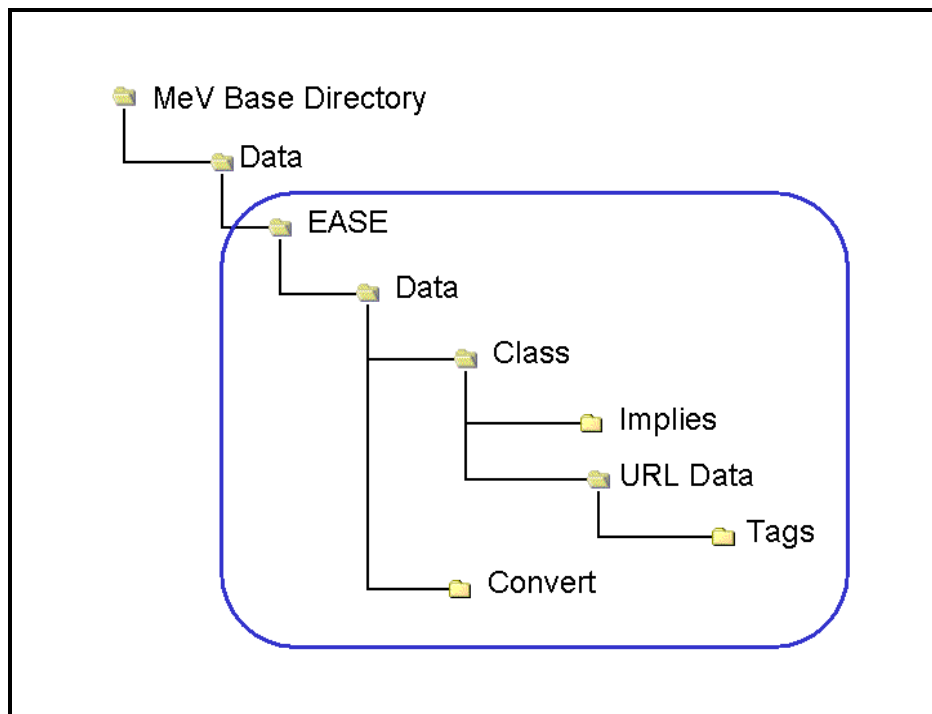 MeV Base Directory
Data
EASE
Data
Class
Implies
URL Data
Tags
Convert